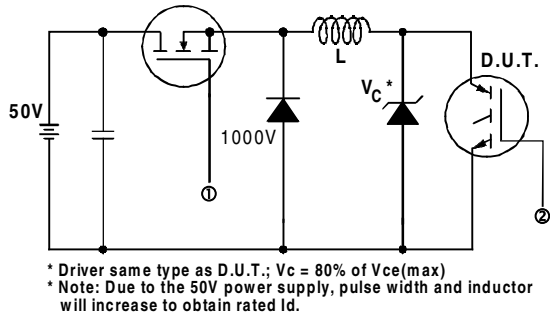 L
D.U.T.
V C *
50V
1000V
①
②
* Driver same type as D.U.T.; Vc = 80% of Vce(max)
* Note: Due to the 50V power supply, pulse width and inductor
will increase to obtain rated Id.